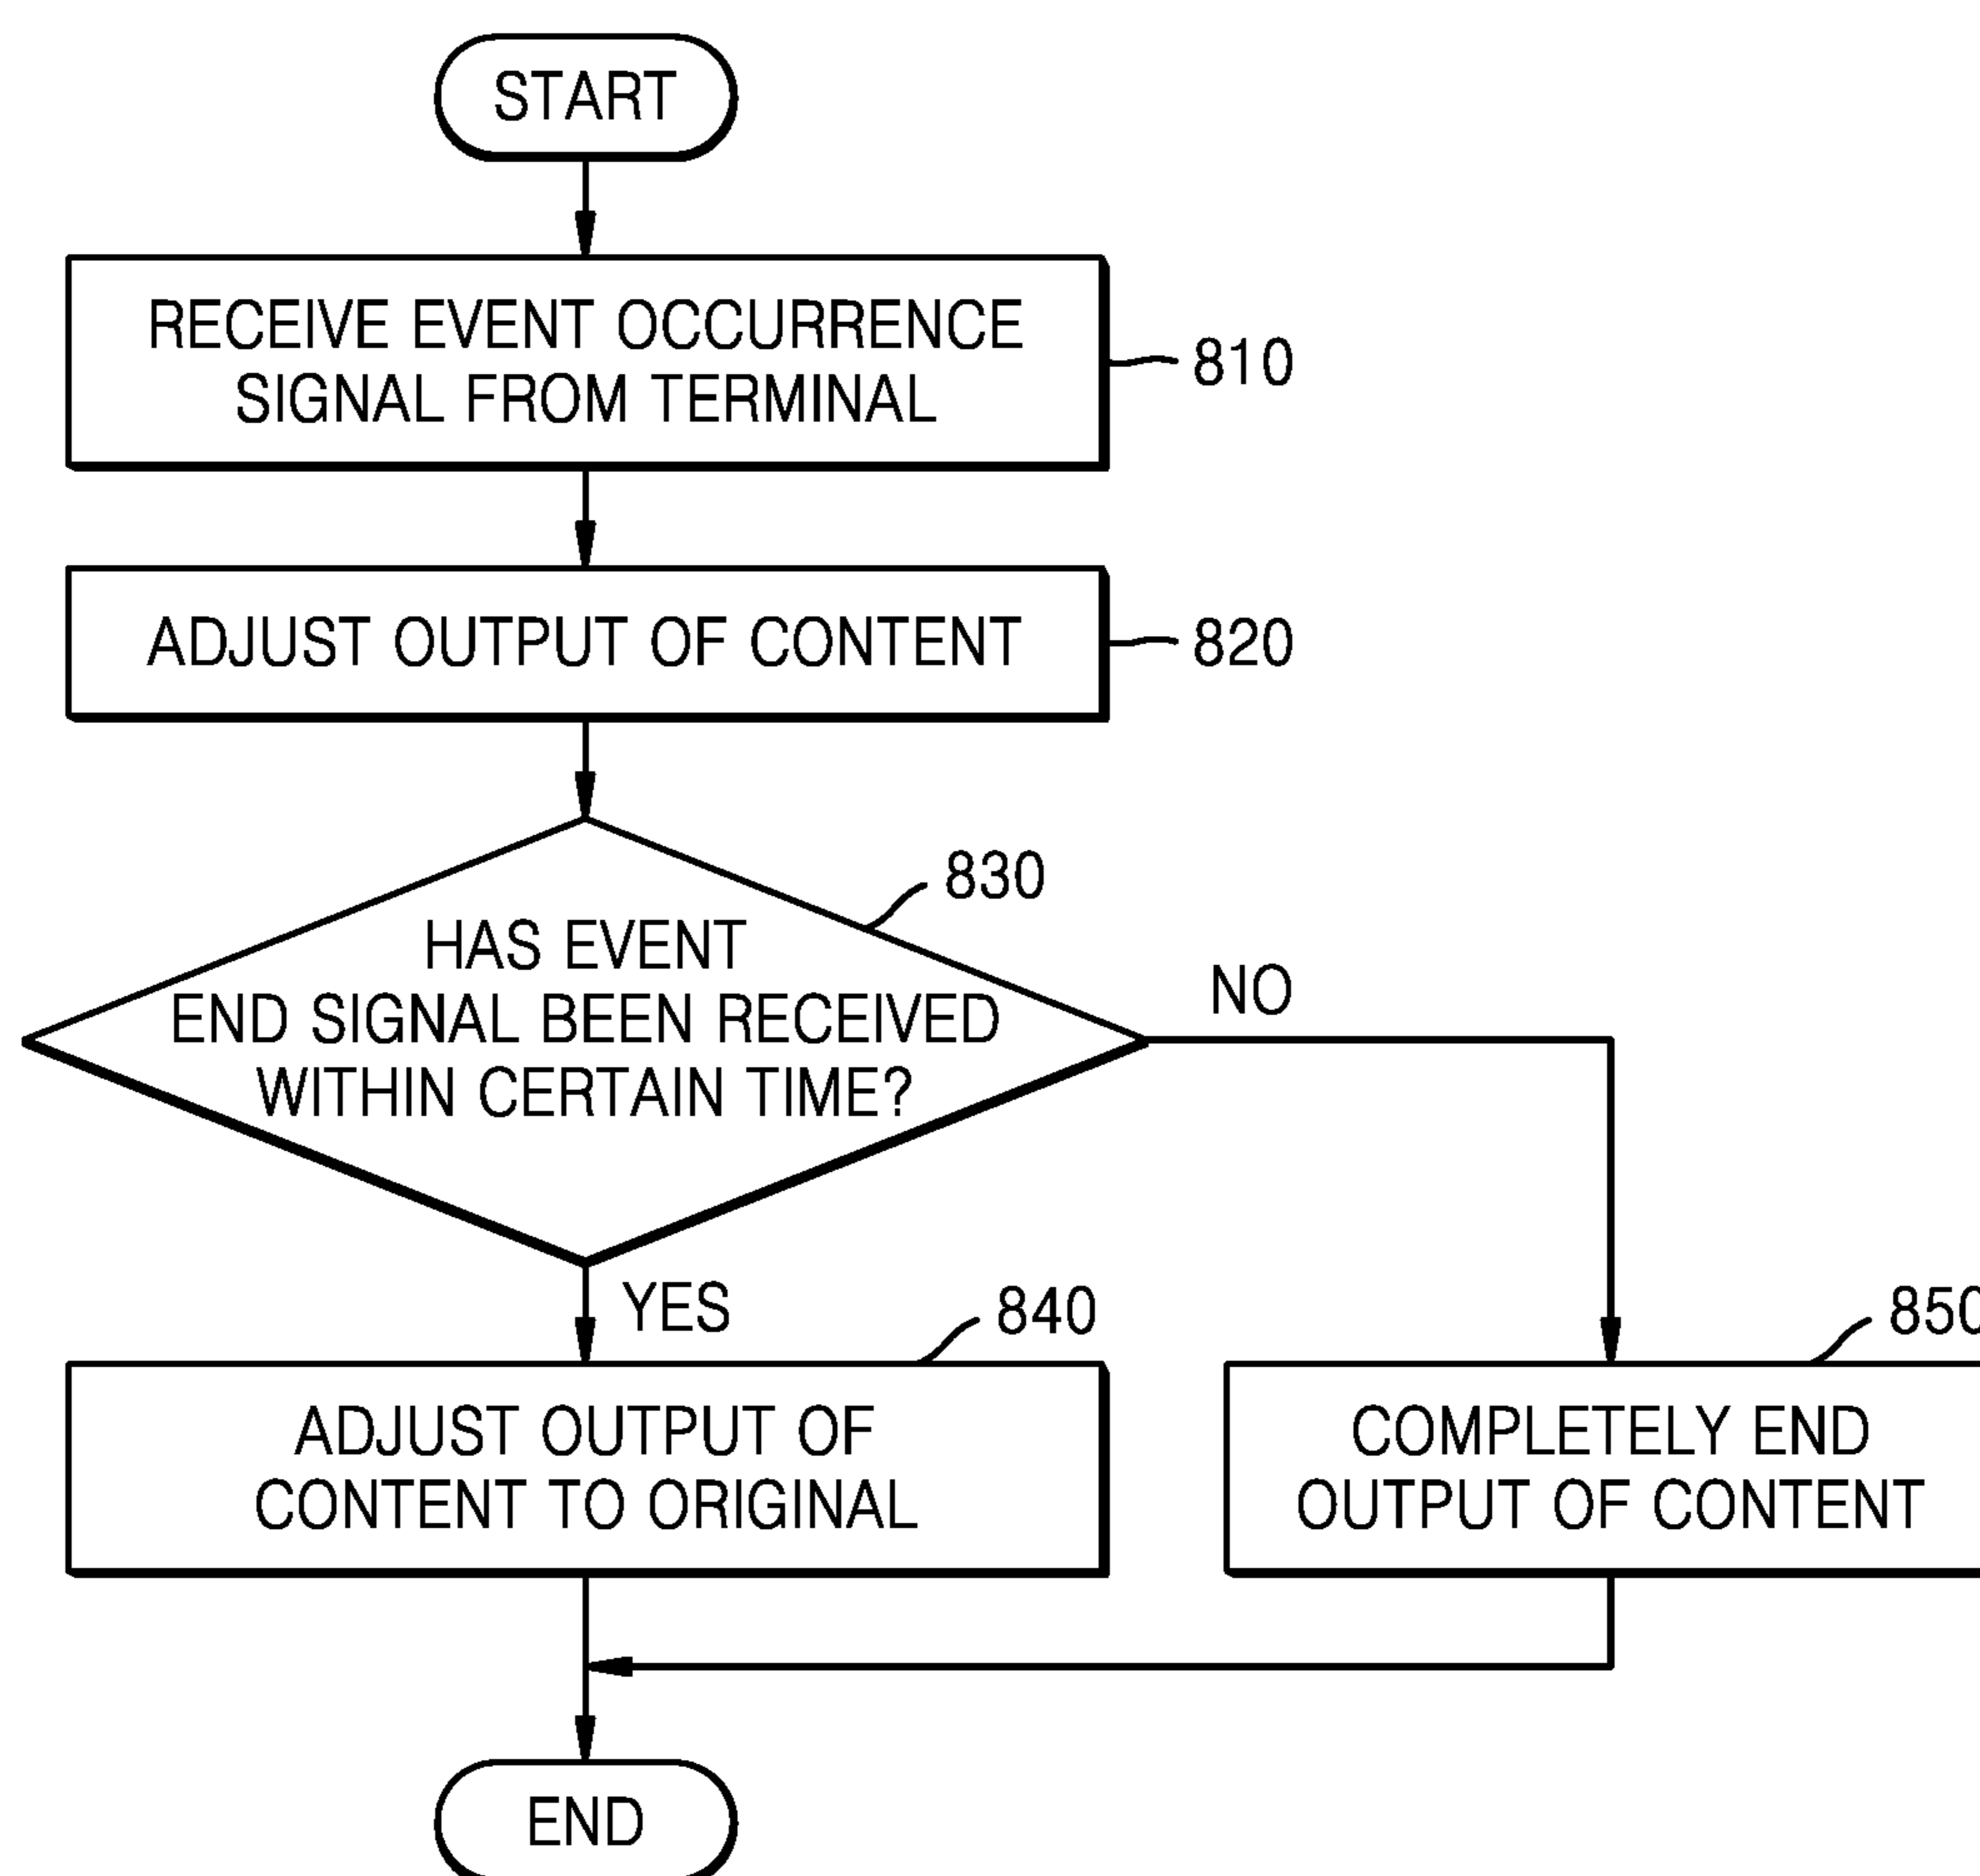 START
RECEIVE EVENT OCCURRENCE
SIGNAL FROM TERMINAL
810
ADJUST OUTPUT OF CONTENT
820
830
HAS EVENT
END SIGNAL BEEN RECEIVED
WITHIN CERTAIN TIME?
NO
YES
840
850
ADJUST OUTPUT OF
CONTENT TO ORIGINAL
COMPLETELY END
OUTPUT OF CONTENT
END